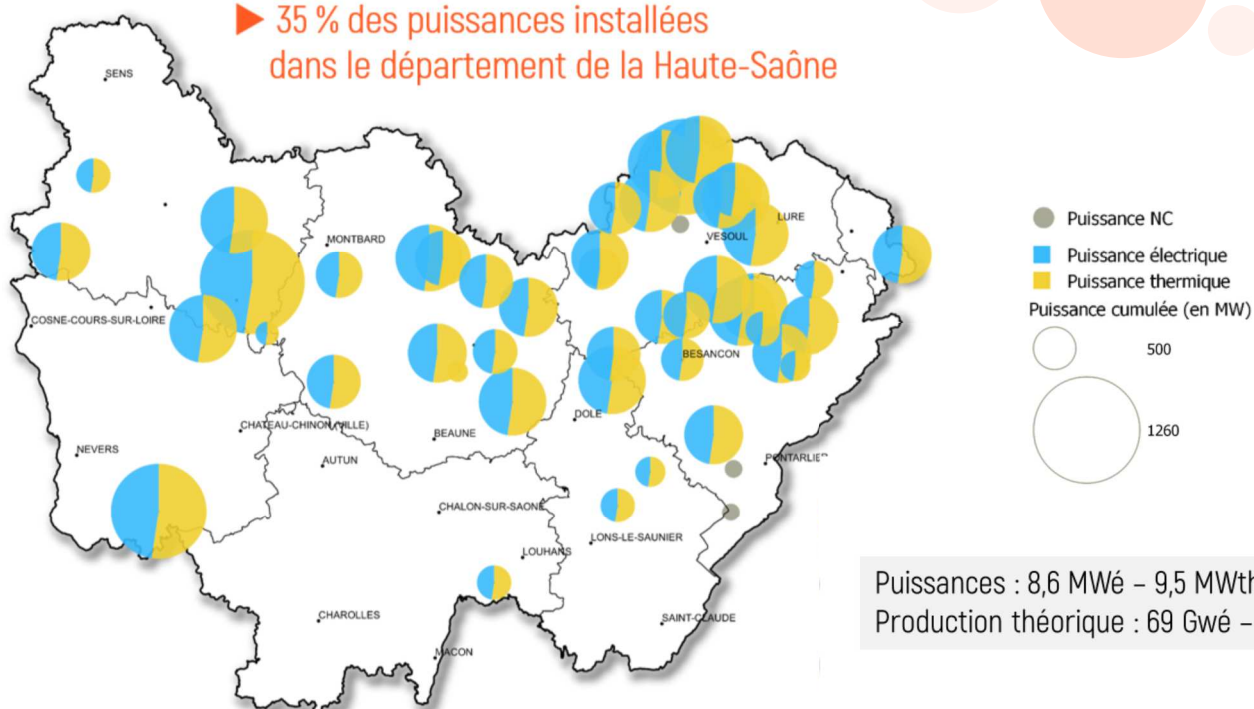 ▶ 35 % des puissances installées
dans le département de la Haute-Saône
SENS
MONTBARD
LURE
VESOUL
COSNE-COURS-SUR-LOIRE
BESANCON
DOLE
CHATEAU-CHINON (VILLE)
BEAUNE
NEVERS
AUTUN
CHALON-SUR-SAONE
LONS-LE-SAUNIER
LOUHANS
CHAROLLES
SAINT-CLAUDE
MACON
Puissance NC
Puissance électrique
Puissance thermique
Puissance cumulée (en MW)
500
1260
Puissances : 8,6 MWé – 9,5 MWth
Production théorique : 69 Gwé –